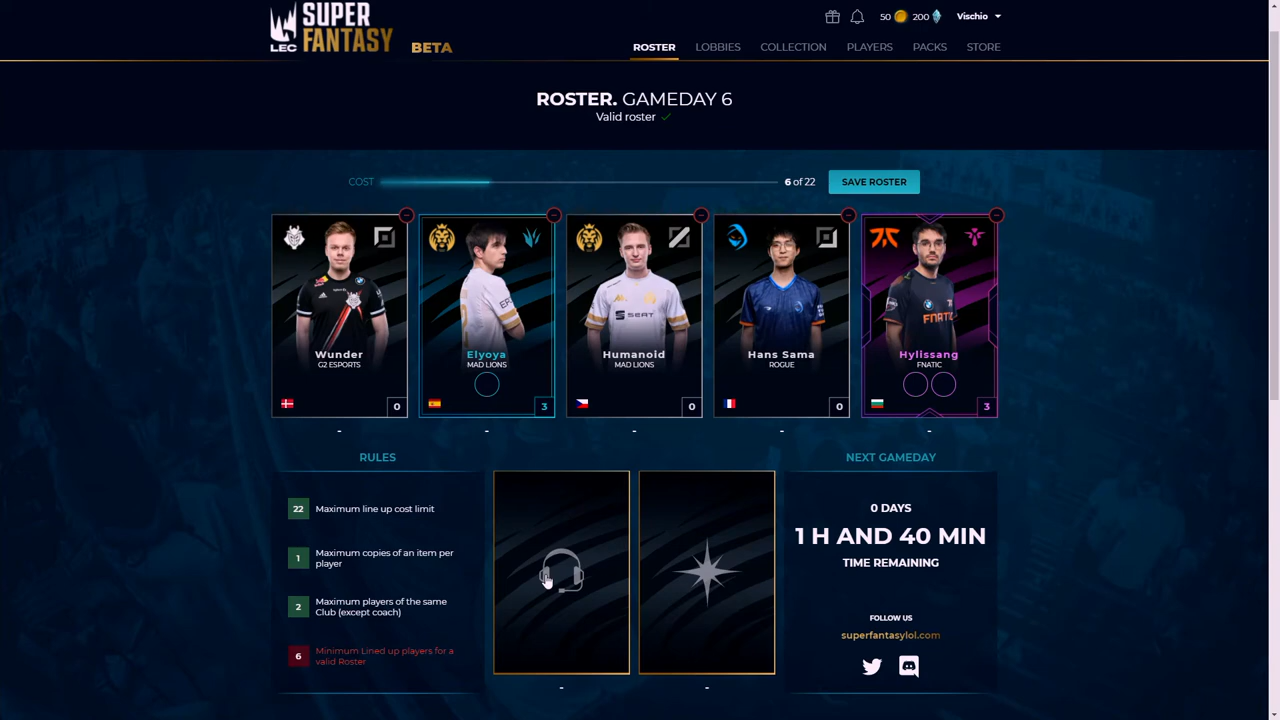 LEC SUPER FANTASY BETA
50 200 Vischio
ROSTER LOBBIES COLLECTION PLAYERS PACKS STORE
ROSTER. GAMEDAY 6
Valid roster
COST 6 of 22 SAVE ROSTER
Wunder
G2 ESPORTS
0
Elyoya
MAD LIONS
3
Humanoid
MAD LIONS
0
Hans Sama
ROGUE
0
Hylissang
FNATIC
3
- - - - -
RULES
22 Maximum line up cost limit
1 Maximum copies of an item per
player
2 Maximum players of the same
Club (except coach)
6 Minimum Lined up players for a
valid Roster
- -
NEXT GAMEDAY
0 DAYS
1 H AND 40 MIN
TIME REMAINING
FOLLOW US
superfantasylol.com